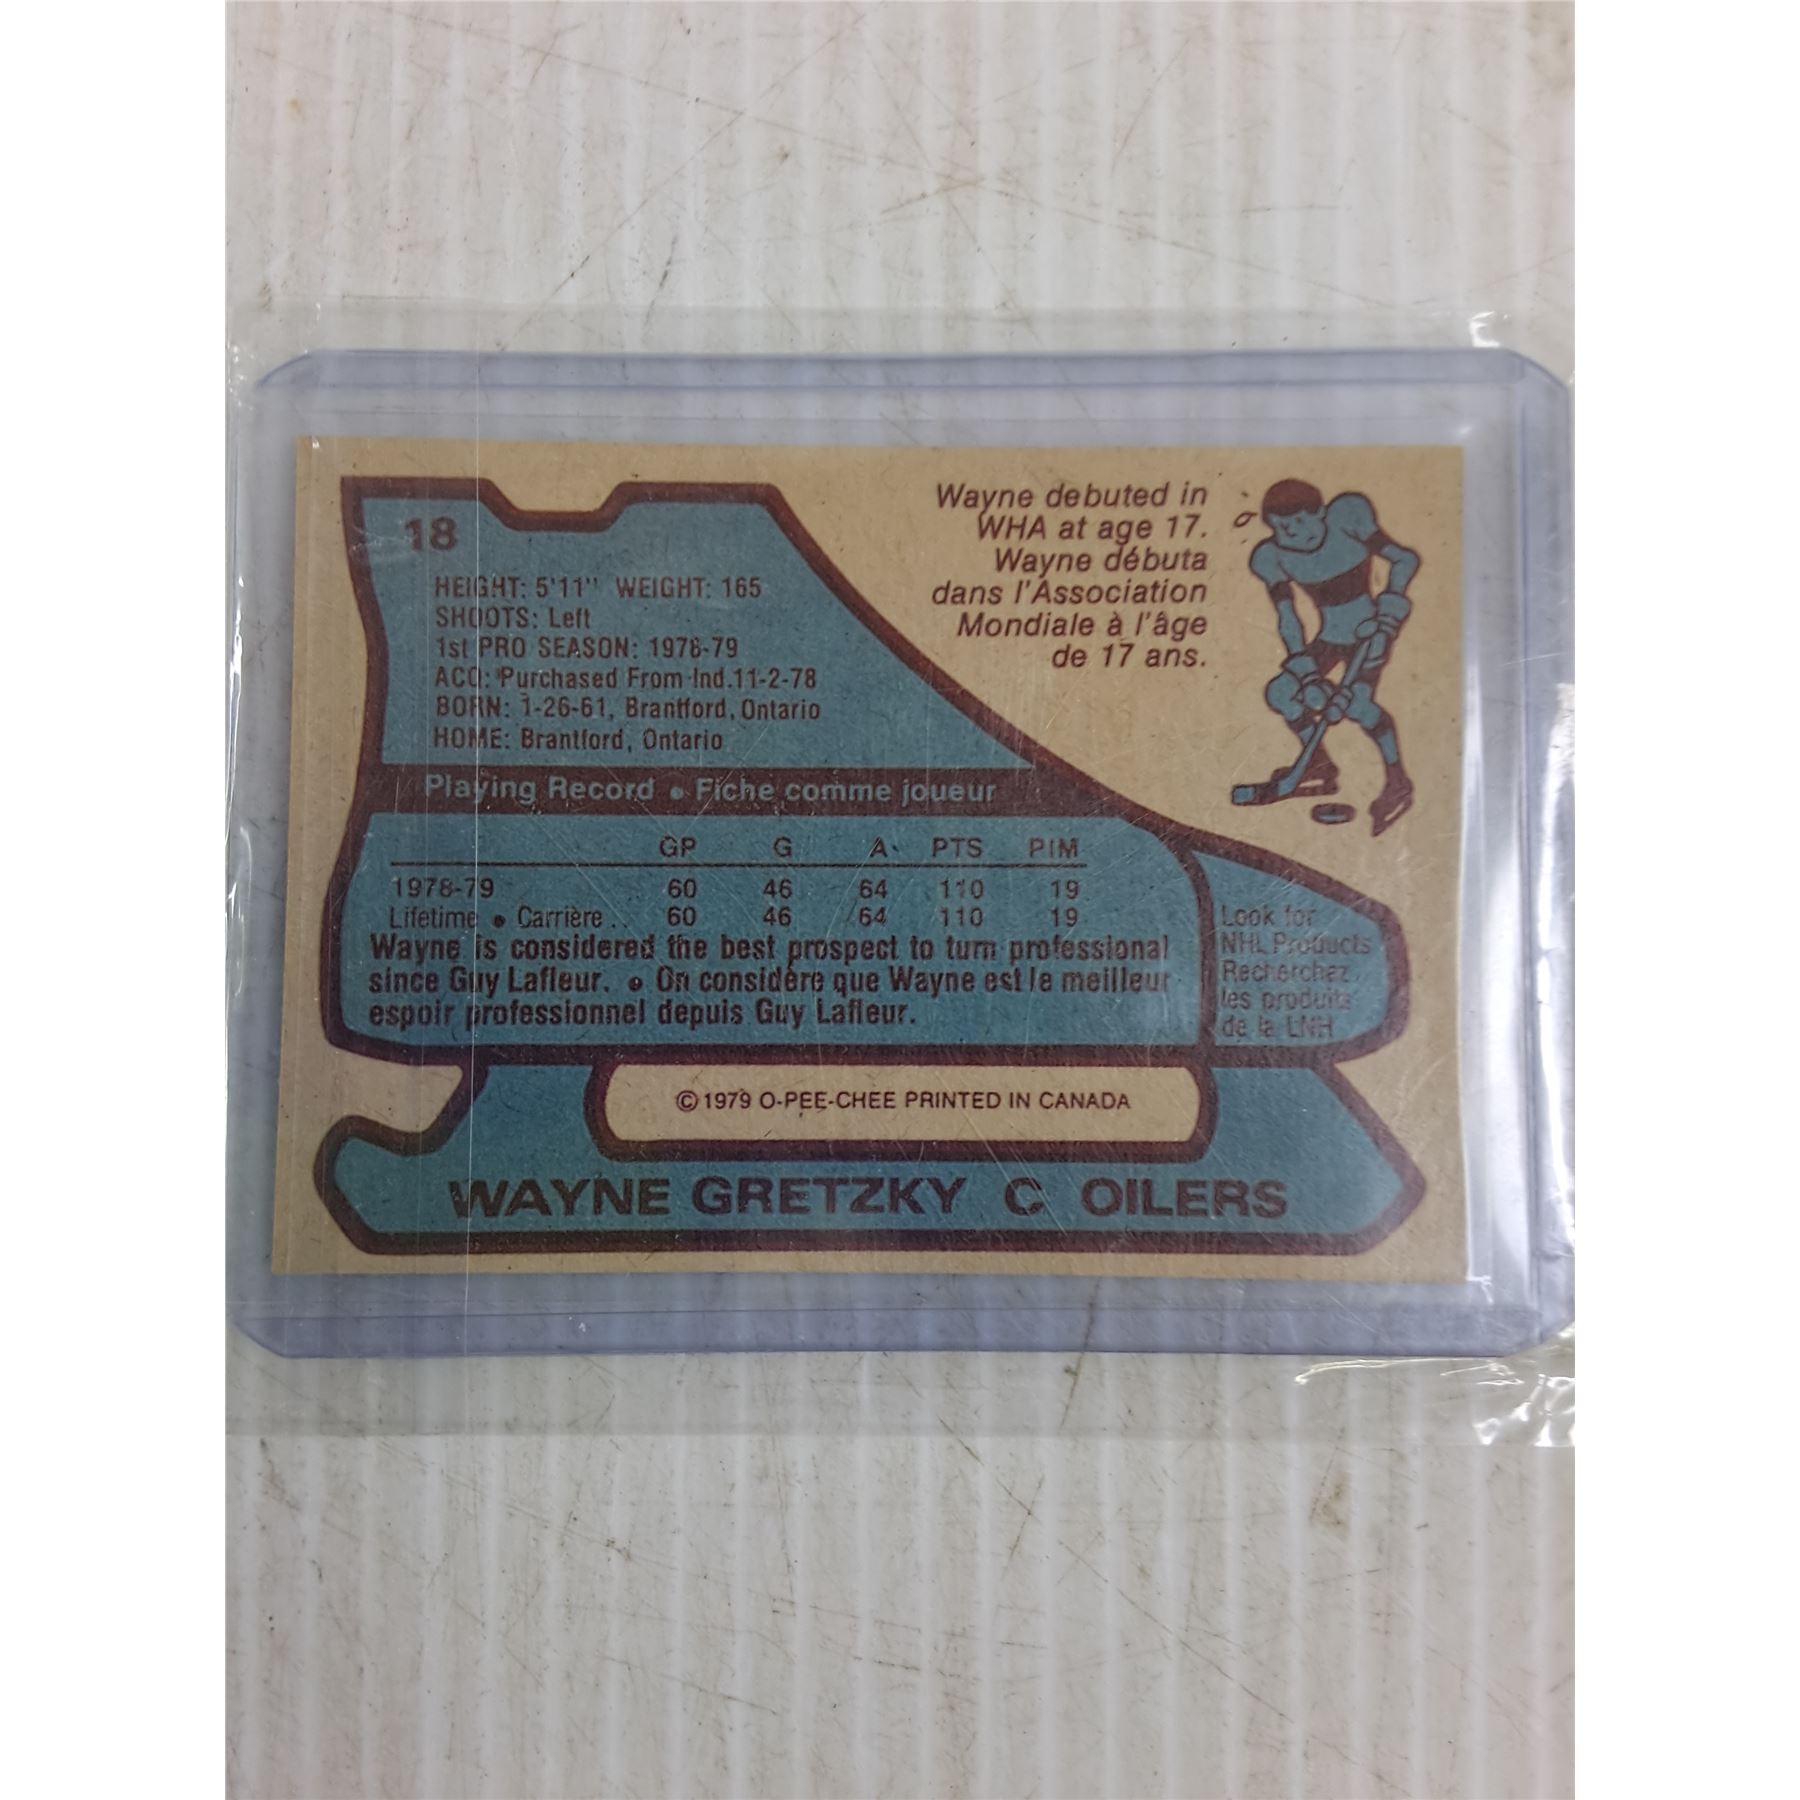 18
HEIGHT: 5'11" WEIGHT: 165
SHOOTS: Left
1st PRO SEASON: 1978-79
ACQ: Purchased From Ind.11-2-78
BORN: 1-26-61, Brantford, Ontario
HOME: Brantford, Ontario
Wayne debuted in
WHA at age 17.
Wayne débuta
dans l'Association
Mondiale à l'âge
de 17 ans.
Playing Record • Fiche comme joueur
GP G A PTS PIM
1978-79 60 46 64 110 19
Lifetime • Carrière .. 60 46 64 110 19
Wayne is considered the best prospect to turn professional
since Guy Lafleur. • On considère que Wayne est le meilleur
espoir professionnel depuis Guy Lafleur.
Look for
NHL Products
Recherchez
les produits
de la LNH
© 1979 O-PEE-CHEE PRINTED IN CANADA
WAYNE GRETZKY C OILERS